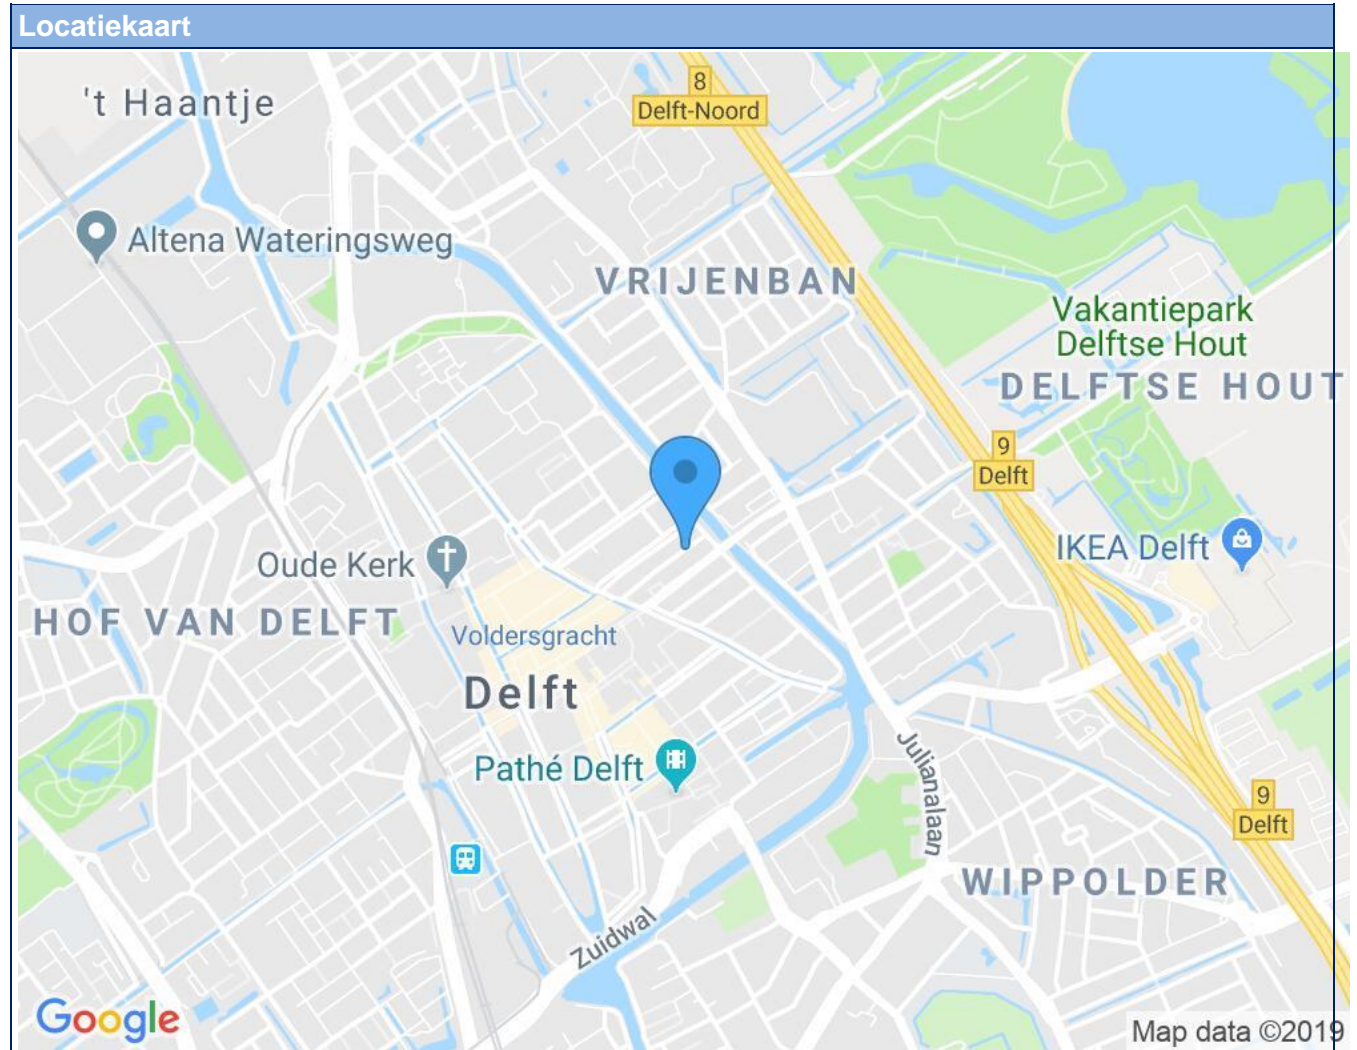 Locatiekaart
't Haantje
8
Delft-Noord
Altena Wateringsweg
VRIJENBAN
Vakantiepark
Delftse Hout
DELFTSE HOUT
9
Delft
IKEA Delft
Oude Kerk
HOF VAN DELFT
Voldersgracht
Delft
Pathé Delft
Julianalaan
9
Delft
WIPPOLDER
Zuidwal
Google
Map data ©2019